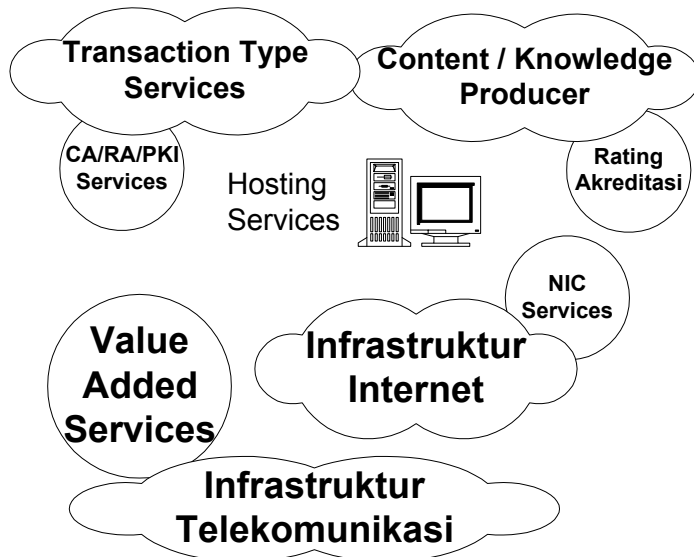 Transaction Type
Services
Content / Knowledge
Producer
CA/RA/PKI
Services
Hosting
Services
Rating
Akreditasi
NIC
Services
Value
Added
Services
Infrastruktur
Internet
Infrastruktur
Telekomunikasi